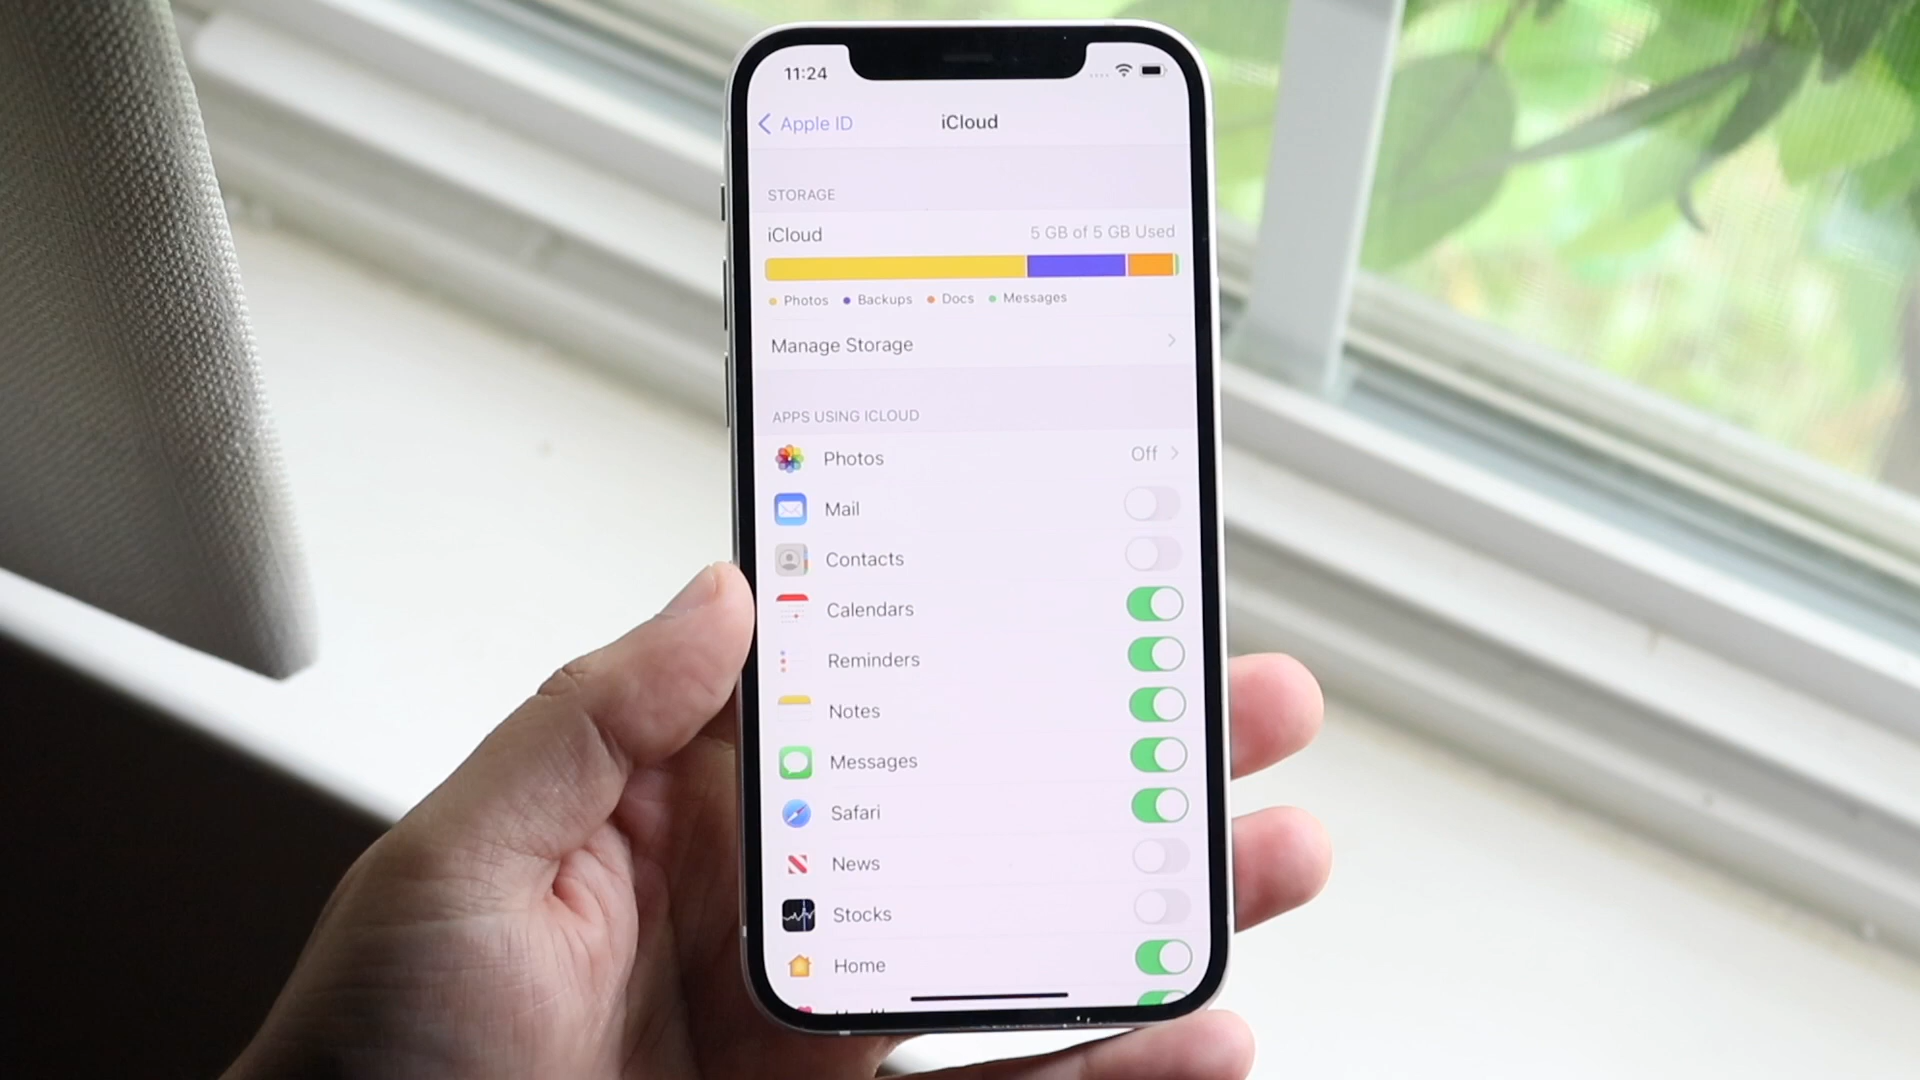 11:24
Apple ID iCloud
STORAGE
iCloud 5 GB of 5 GB Used
Photos Backups Docs Messages
Manage Storage
APPS USING ICLOUD
Photos Off
Mail
Contacts
Calendars
Reminders
Notes
Messages
Safari
News
Stocks
Home